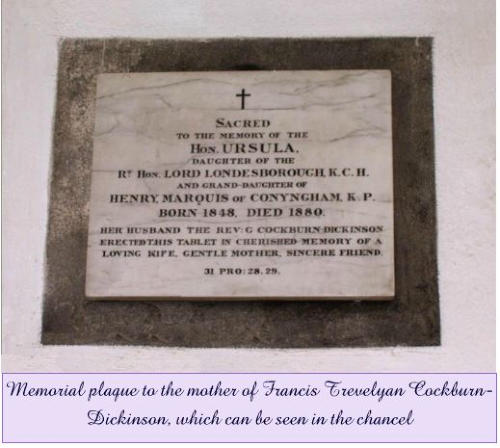 SACRED
TO THE MEMORY OF THE
HON. URSULA,
DAUGHTER OF THE
RT HON. LORD LONDESBOROUGH, K.C.H.
AND GRAND-DAUGHTER OF
HENRY, MARQUIS OF CONYNGHAM, K.P.
BORN 1848, DIED 1880.
HER HUSBAND THE REV: G COCKBURN-DICKINSON
ERECTED THIS TABLET IN CHERISHED MEMORY OF A
LOVING WIFE, GENTLE MOTHER, SINCERE FRIEND.
31 PRO: 28. 29.
Memorial plaque to the mother of Francis Trevelyan Cockburn-
Dickinson, which can be seen in the chancel